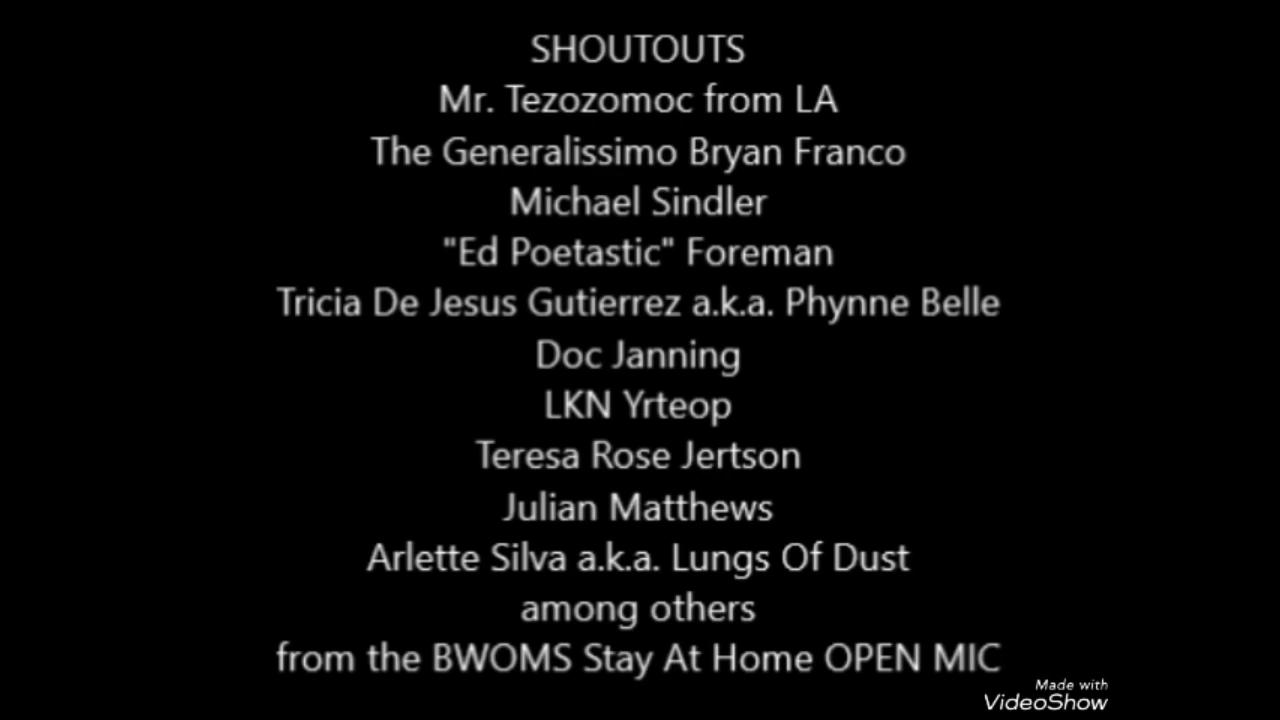 SHOUTOUTS
Mr. Tezozomoc from LA
The Generalissimo Bryan Franco
Michael Sindler
"Ed Poetastic" Foreman
Tricia De Jesus Gutierrez a.k.a. Phynne Belle
Doc Janning
LKN Yrteop
Teresa Rose Jertson
Julian Matthews
Arlette Silva a.k.a. Lungs Of Dust
among others
from the BWOMS Stay At Home OPEN MIC
Made with
VideoShow